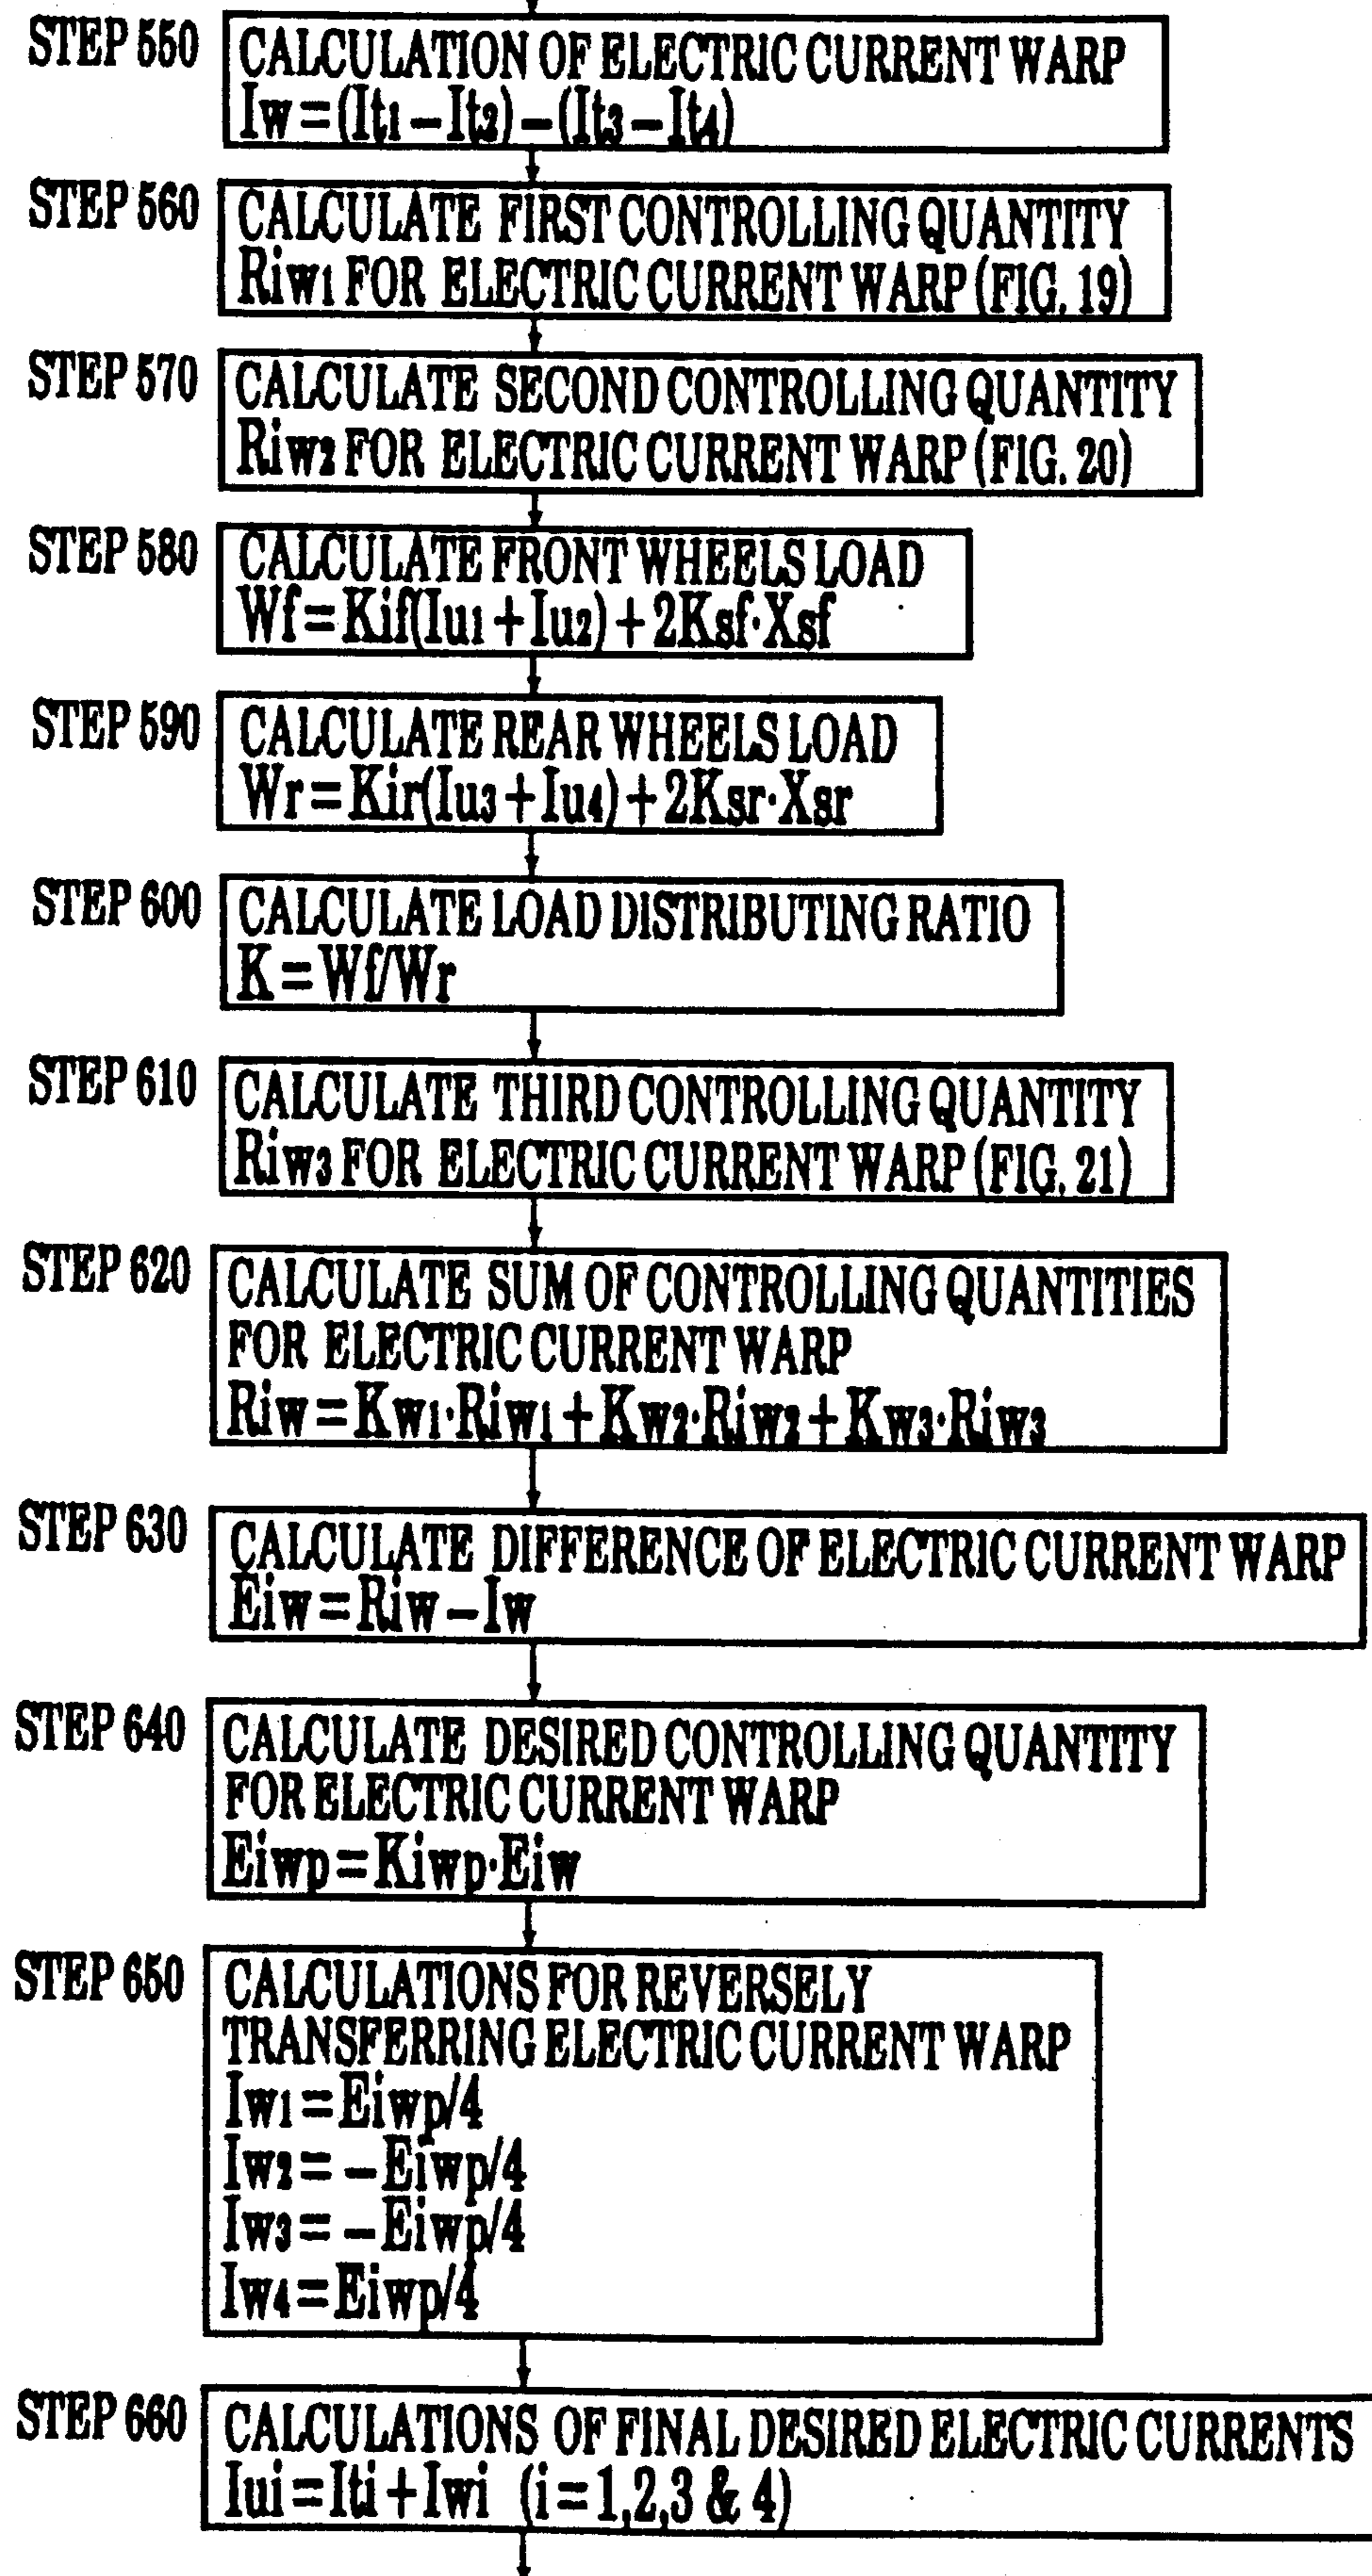 STEP 550
CALCULATION OF ELECTRIC CURRENT WARP
Iw=(It1-It2)-(It3-It4)
STEP 560
CALCULATE FIRST CONTROLLING QUANTITY
Riw1 FOR ELECTRIC CURRENT WARP (FIG. 19)
STEP 570
CALCULATE SECOND CONTROLLING QUANTITY
Riw2 FOR ELECTRIC CURRENT WARP (FIG. 20)
STEP 580
CALCULATE FRONT WHEELS LOAD
Wf=Kif(Iu1+Iu2)+2Ksf·Xsf
STEP 590
CALCULATE REAR WHEELS LOAD
Wr=Kir(Iu3+Iu4)+2Ksr·Xsr
STEP 600
CALCULATE LOAD DISTRIBUTING RATIO
K=Wf/Wr
STEP 610
CALCULATE THIRD CONTROLLING QUANTITY
Riw3 FOR ELECTRIC CURRENT WARP (FIG. 21)
STEP 620
CALCULATE SUM OF CONTROLLING QUANTITIES
FOR ELECTRIC CURRENT WARP
Riw=Kw1·Riw1+Kw2·Riw2+Kw3·Riw3
STEP 630
CALCULATE DIFFERENCE OF ELECTRIC CURRENT WARP
Eiw=Riw-Iw
STEP 640
CALCULATE DESIRED CONTROLLING QUANTITY
FOR ELECTRIC CURRENT WARP
Eiwp=Kiwp·Eiw
STEP 650
CALCULATIONS FOR REVERSELY
TRANSFERRING ELECTRIC CURRENT WARP
Iw1=Eiwp/4
Iw2=-Eiwp/4
Iw3=-Eiwp/4
Iw4=Eiwp/4
STEP 660
CALCULATIONS OF FINAL DESIRED ELECTRIC CURRENTS
Iui=Iti+Iwi (i=1,2,3 & 4)